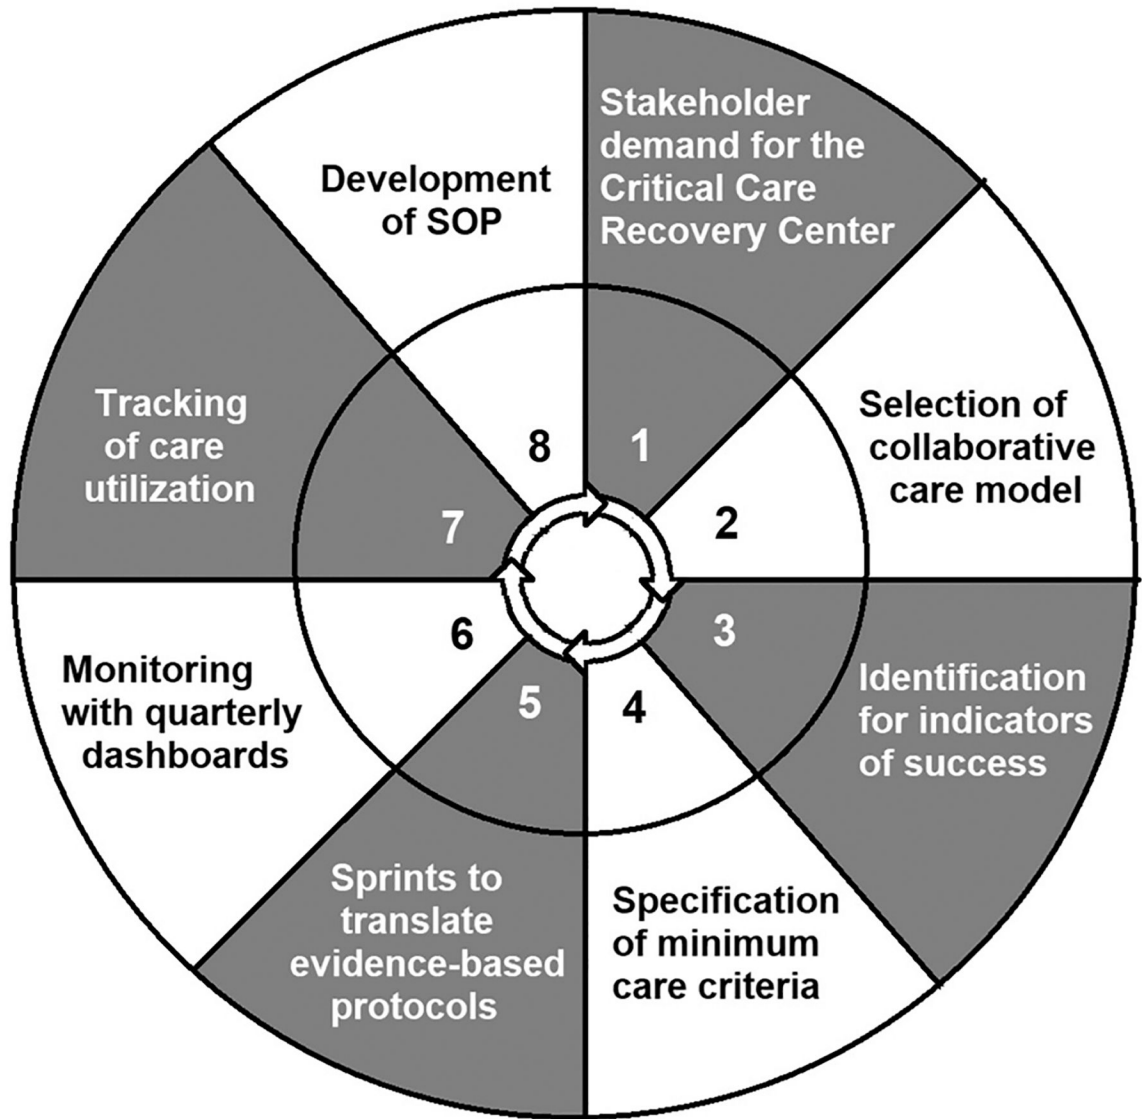 Stakeholder
demand for the
Critical Care
Recovery Center
1
Selection of
collaborative
care model
2
Identification
for indicators
of success
3
Specification
of minimum
care criteria
4
Sprints to
translate
evidence-based
protocols
5
Monitoring
with quarterly
dashboards
6
Tracking
of care
utilization
7
Development
of SOP
8